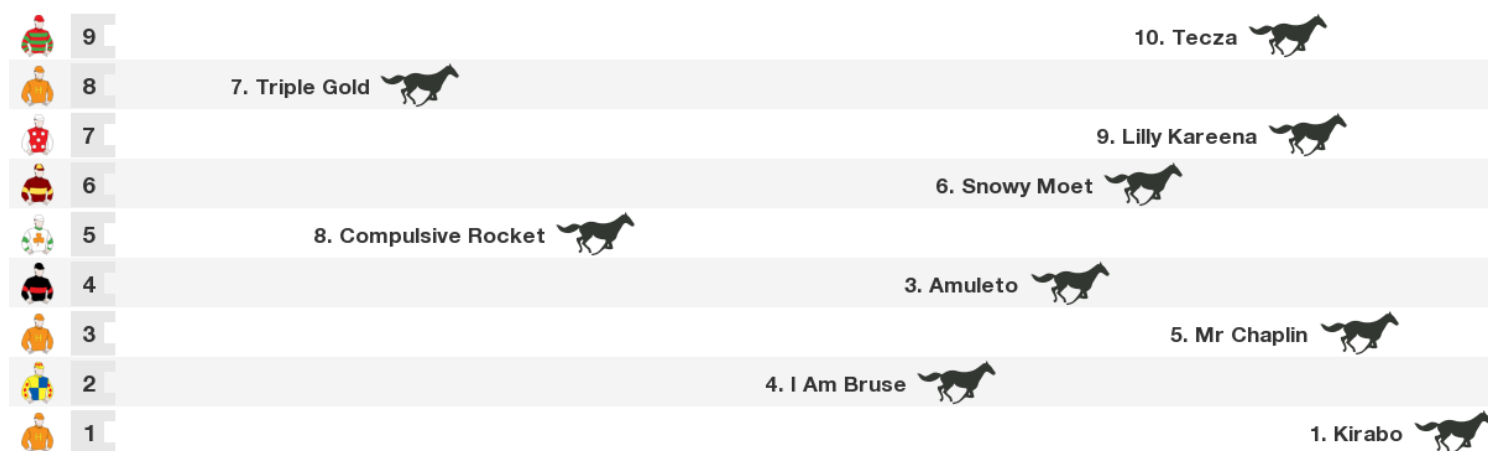 9 10. Tecza
8 7. Triple Gold
7 9. Lilly Kareena
6 6. Snowy Moet
5 8. Compulsive Rocket
4 3. Amuleto
3 5. Mr Chaplin
2 4. I Am Bruse
1 1. Kirabo